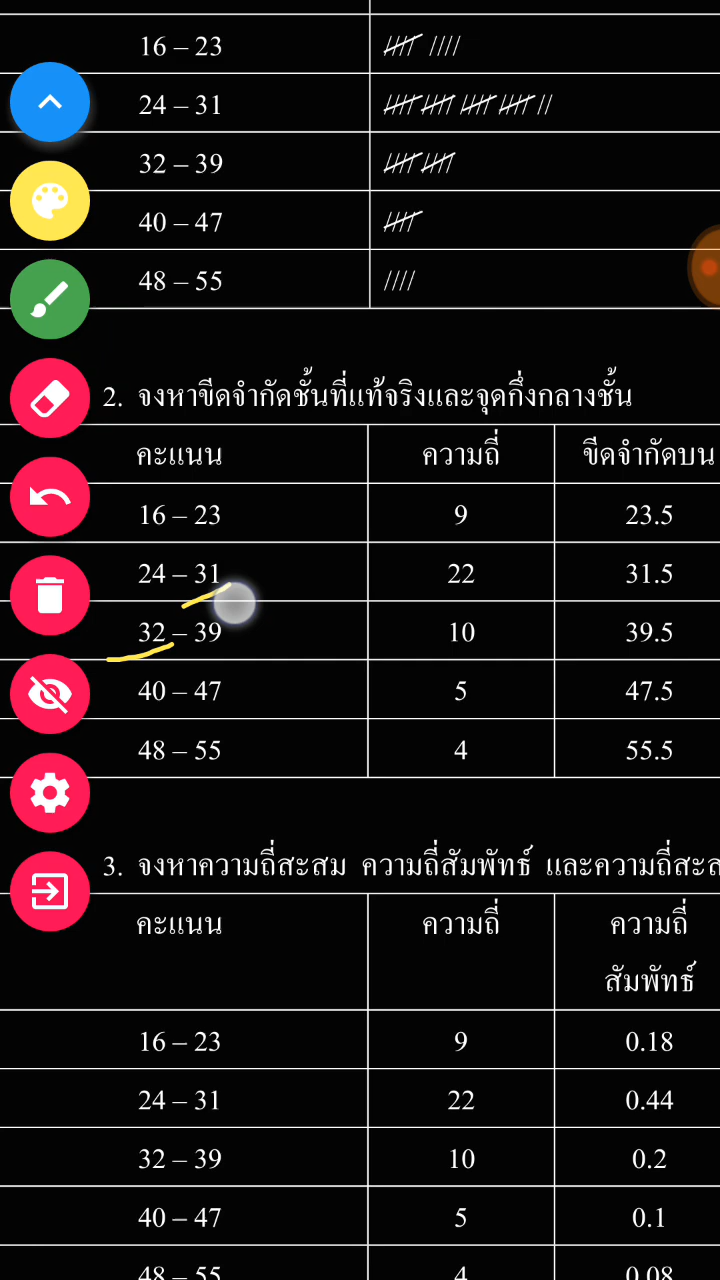 16 – 23 
24 – 31
32 – 39
40 – 47
48 – 55
2. จงหาขีดจำกัดชั้นที่แท้จริงและจุดกึ่งกลางชั้น
คะแนน ความถี่ ขีดจำกัดบน
16 – 23 9 23.5
24 – 31 22 31.5
32 – 39 10 39.5
40 – 47 5 47.5
48 – 55 4 55.5
3. จงหาความถี่สะสม ความถี่สัมพัทธ์ และความถี่สะส
คะแนน ความถี่ ความถี่
สัมพัทธ์
16 – 23 9 0.18
24 – 31 22 0.44
32 – 39 10 0.2
40 – 47 5 0.1
48 – 55 4 0.08